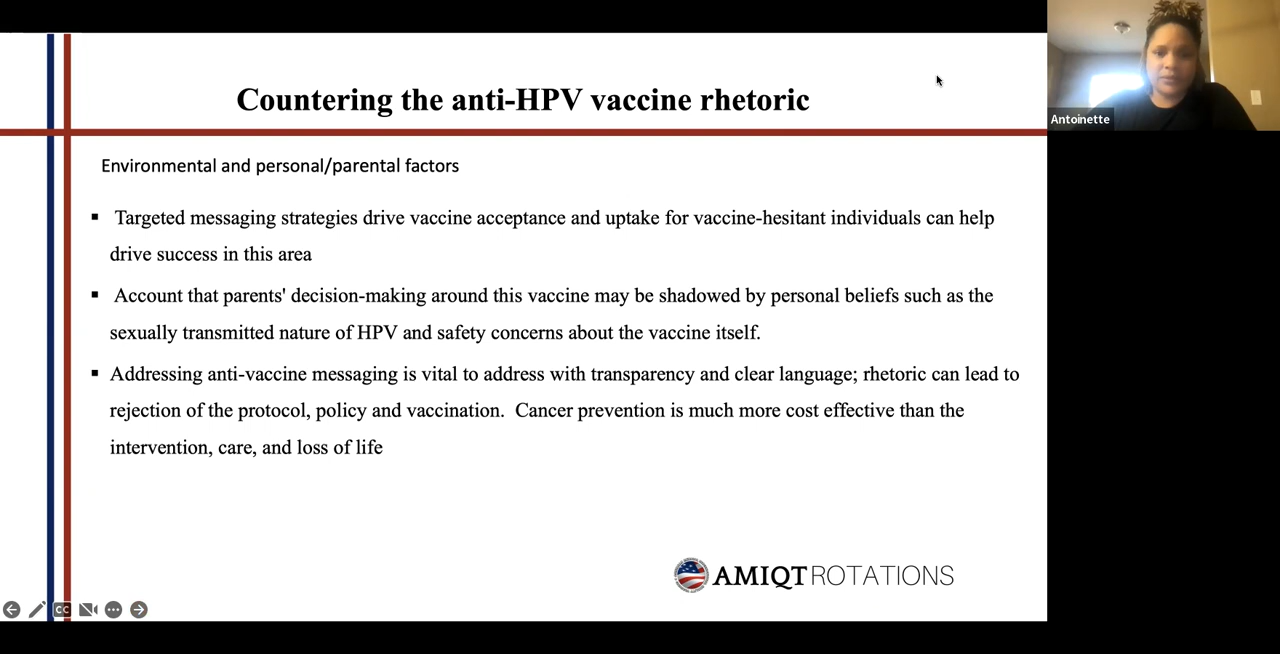 Countering the anti-HPV vaccine rhetoric
Antoinette
Environmental and personal/parental factors
▪ Targeted messaging strategies drive vaccine acceptance and uptake for vaccine-hesitant individuals can help
drive success in this area
▪ Account that parents' decision-making around this vaccine may be shadowed by personal beliefs such as the
sexually transmitted nature of HPV and safety concerns about the vaccine itself.
▪ Addressing anti-vaccine messaging is vital to address with transparency and clear language; rhetoric can lead to
rejection of the protocol, policy and vaccination.  Cancer prevention is much more cost effective than the
intervention, care, and loss of life
AMIQT ROTATIONS
CC